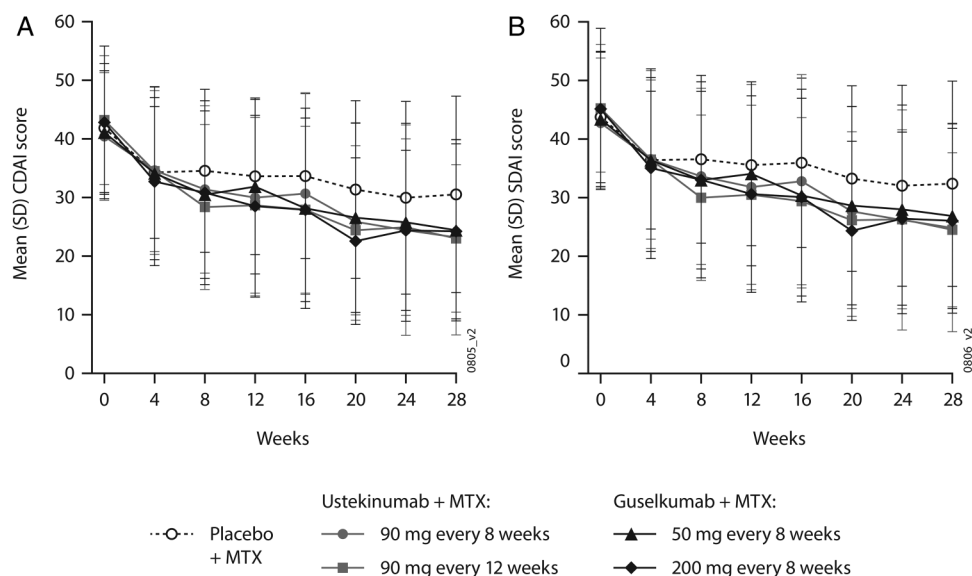 A
Mean (SD) CDAI score
60
50
40
30
20
10
0
0 4 8 12 16 20 24 28
Weeks
0805_v2
B
Mean (SD) SDAI score
60
50
40
30
20
10
0
0 4 8 12 16 20 24 28
Weeks
0806_v2
Placebo
+ MTX
Ustekinumab + MTX:
90 mg every 8 weeks
90 mg every 12 weeks
Guselkumab + MTX:
50 mg every 8 weeks
200 mg every 8 weeks